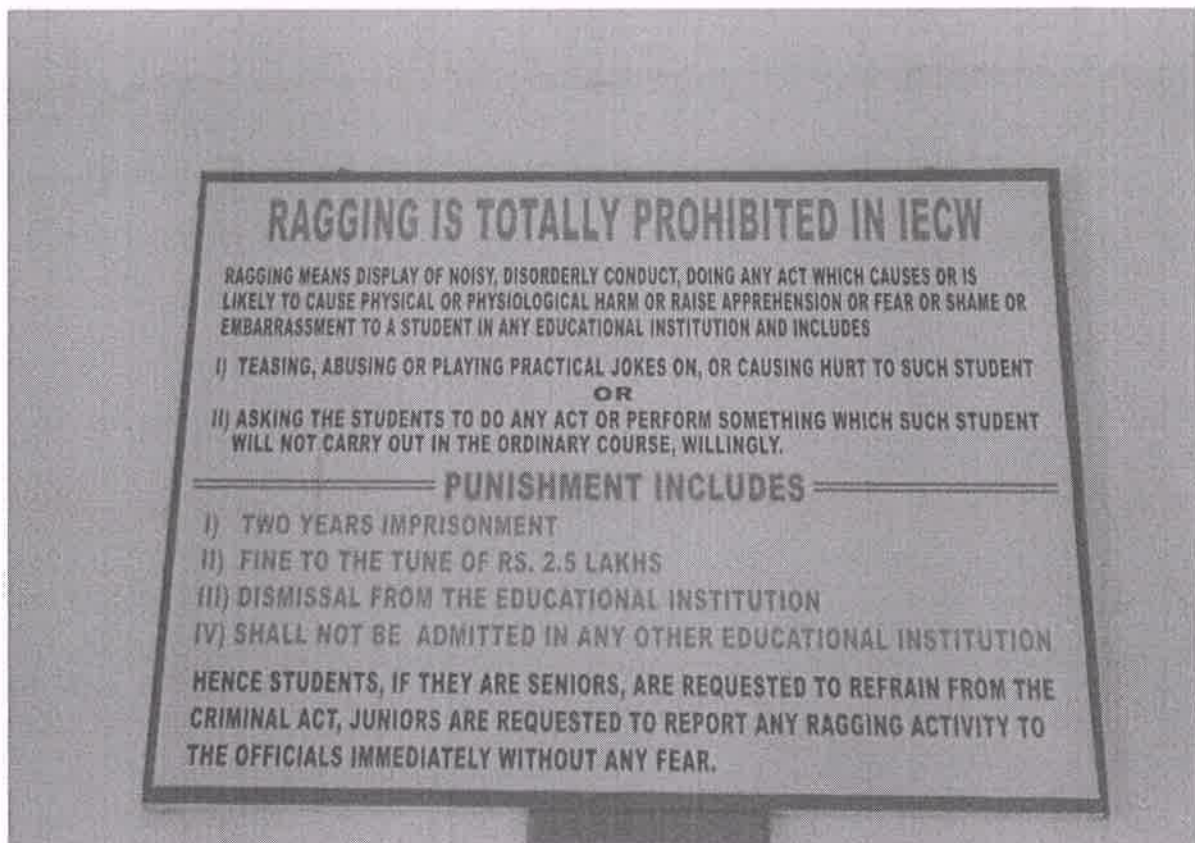 RAGGING IS TOTALLY PROHIBITED IN IECW
RAGGING MEANS DISPLAY OF NOISY, DISORDERLY CONDUCT, DOING ANY ACT WHICH CAUSES OR IS
LIKELY TO CAUSE PHYSICAL OR PHYSIOLOGICAL HARM OR RAISE APPREHENSION OR FEAR OR SHAME OR
EMBARRASSMENT TO A STUDENT IN ANY EDUCATIONAL INSTITUTION AND INCLUDES
I) TEASING, ABUSING OR PLAYING PRACTICAL JOKES ON, OR CAUSING HURT TO SUCH STUDENT
OR
II) ASKING THE STUDENTS TO DO ANY ACT OR PERFORM SOMETHING WHICH SUCH STUDENT
WILL NOT CARRY OUT IN THE ORDINARY COURSE, WILLINGLY.
PUNISHMENT INCLUDES
I) TWO YEARS IMPRISONMENT
II) FINE TO THE TUNE OF RS. 2.5 LAKHS
III) DISMISSAL FROM THE EDUCATIONAL INSTITUTION
IV) SHALL NOT BE ADMITTED IN ANY OTHER EDUCATIONAL INSTITUTION
HENCE STUDENTS, IF THEY ARE SENIORS, ARE REQUESTED TO REFRAIN FROM THE
CRIMINAL ACT, JUNIORS ARE REQUESTED TO REPORT ANY RAGGING ACTIVITY TO
THE OFFICIALS IMMEDIATELY WITHOUT ANY FEAR.